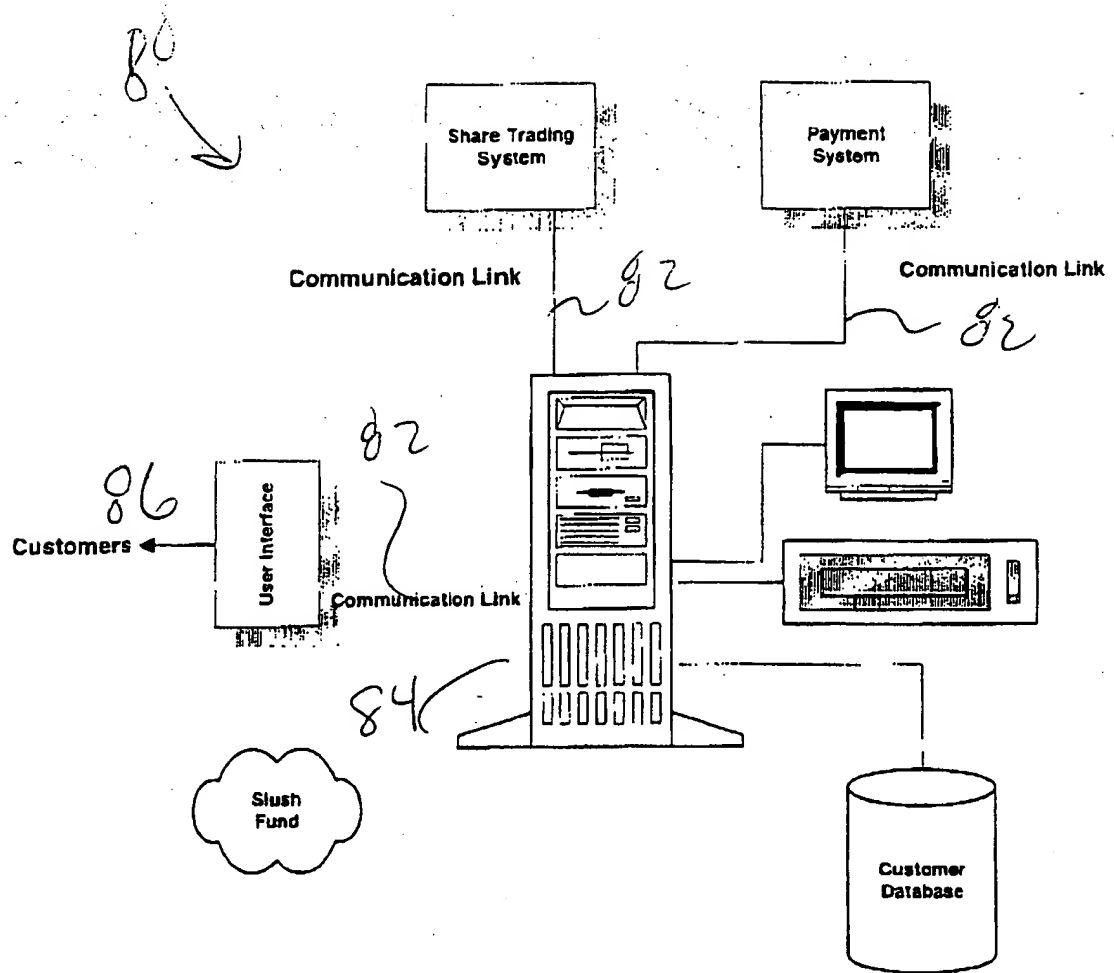 80
Share Trading
System
Payment
System
Communication Link
82
Communication Link
82
82
86
Customers
User Interface
Communication Link
84
Slush
Fund
Customer
Database